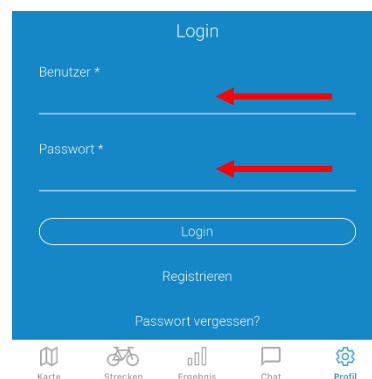 Login
Benutzer *
Passwort *
Login
Registrieren
Passwort vergessen?
Karte Strecken Ergebnis Chat Profil